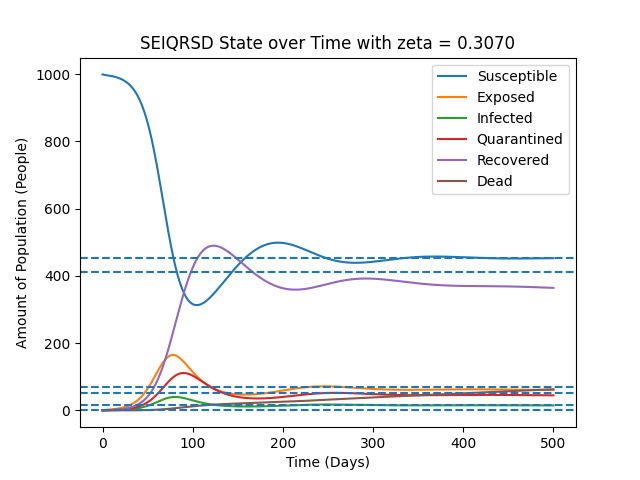 SEIQRSD State over Time with zeta = 0.3070
Amount of Population (People)
1000
800
600
400
200
0
Susceptible
Exposed
Infected
Quarantined
Recovered
Dead
0 100 200 300 400 500
Time (Days)